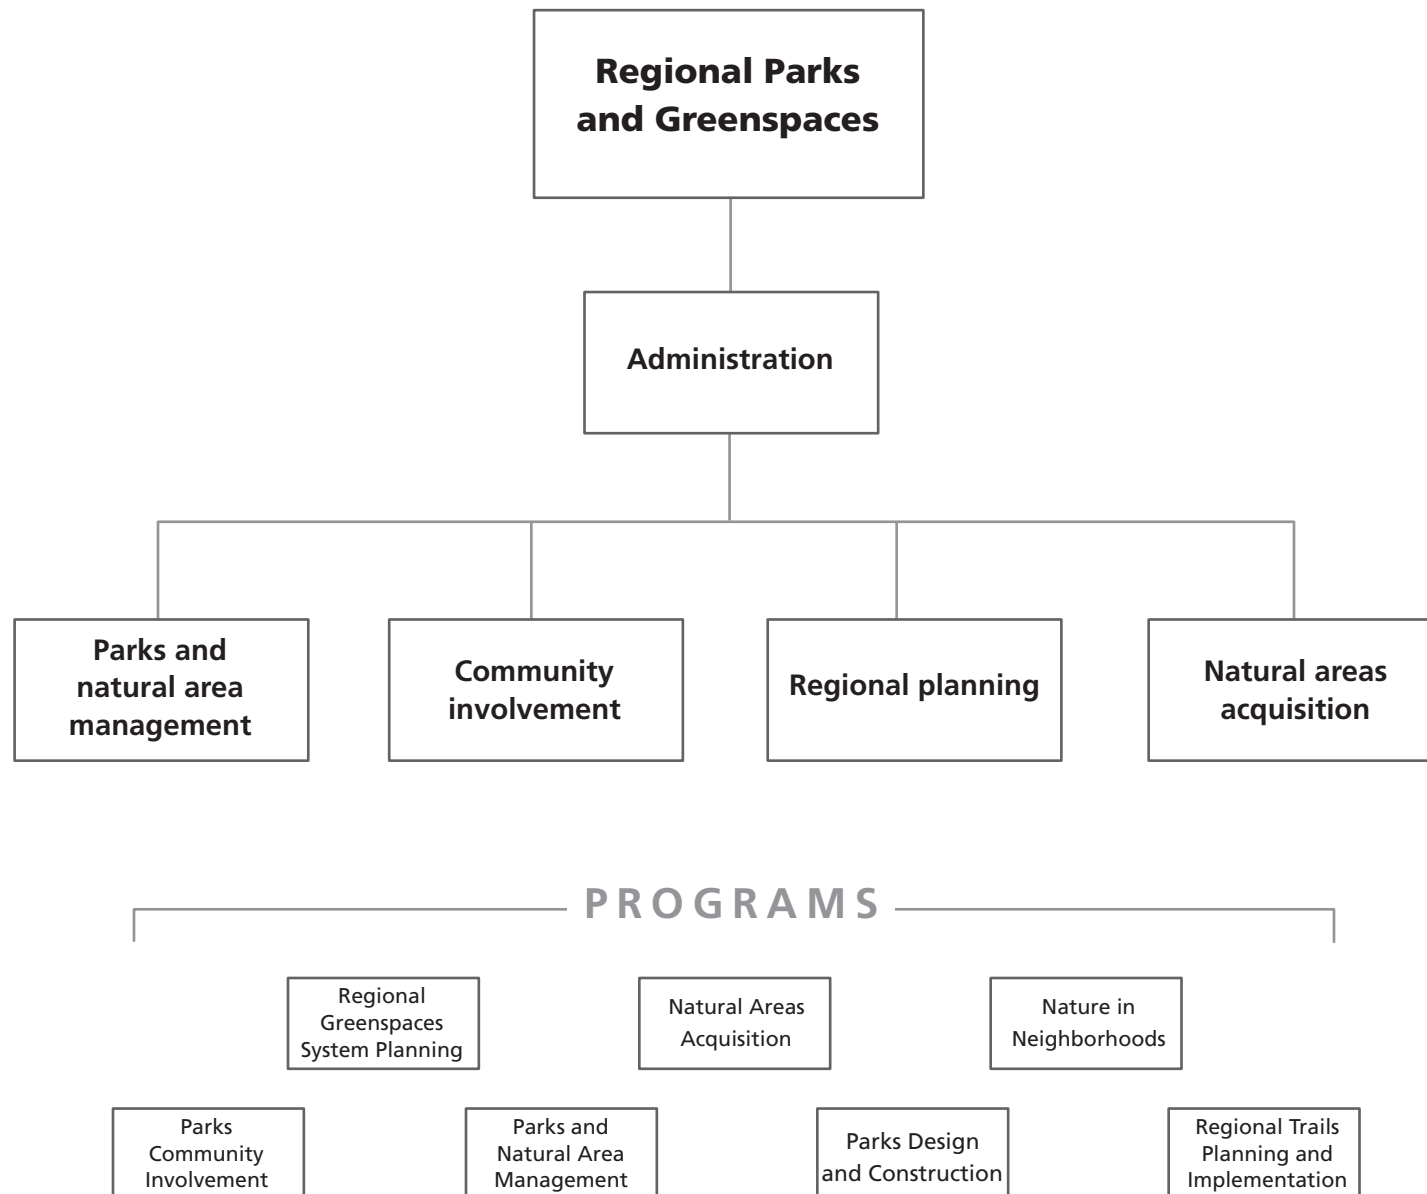 Regional Parks
and Greenspaces
Administration
Parks and
natural area
management
Community
involvement
Regional planning
Natural areas
acquisition
PROGRAMS
Regional
Greenspaces
System Planning
Natural Areas
Acquisition
Nature in
Neighborhoods
Parks
Community
Involvement
Parks and
Natural Area
Management
Parks Design
and Construction
Regional Trails
Planning and
Implementation